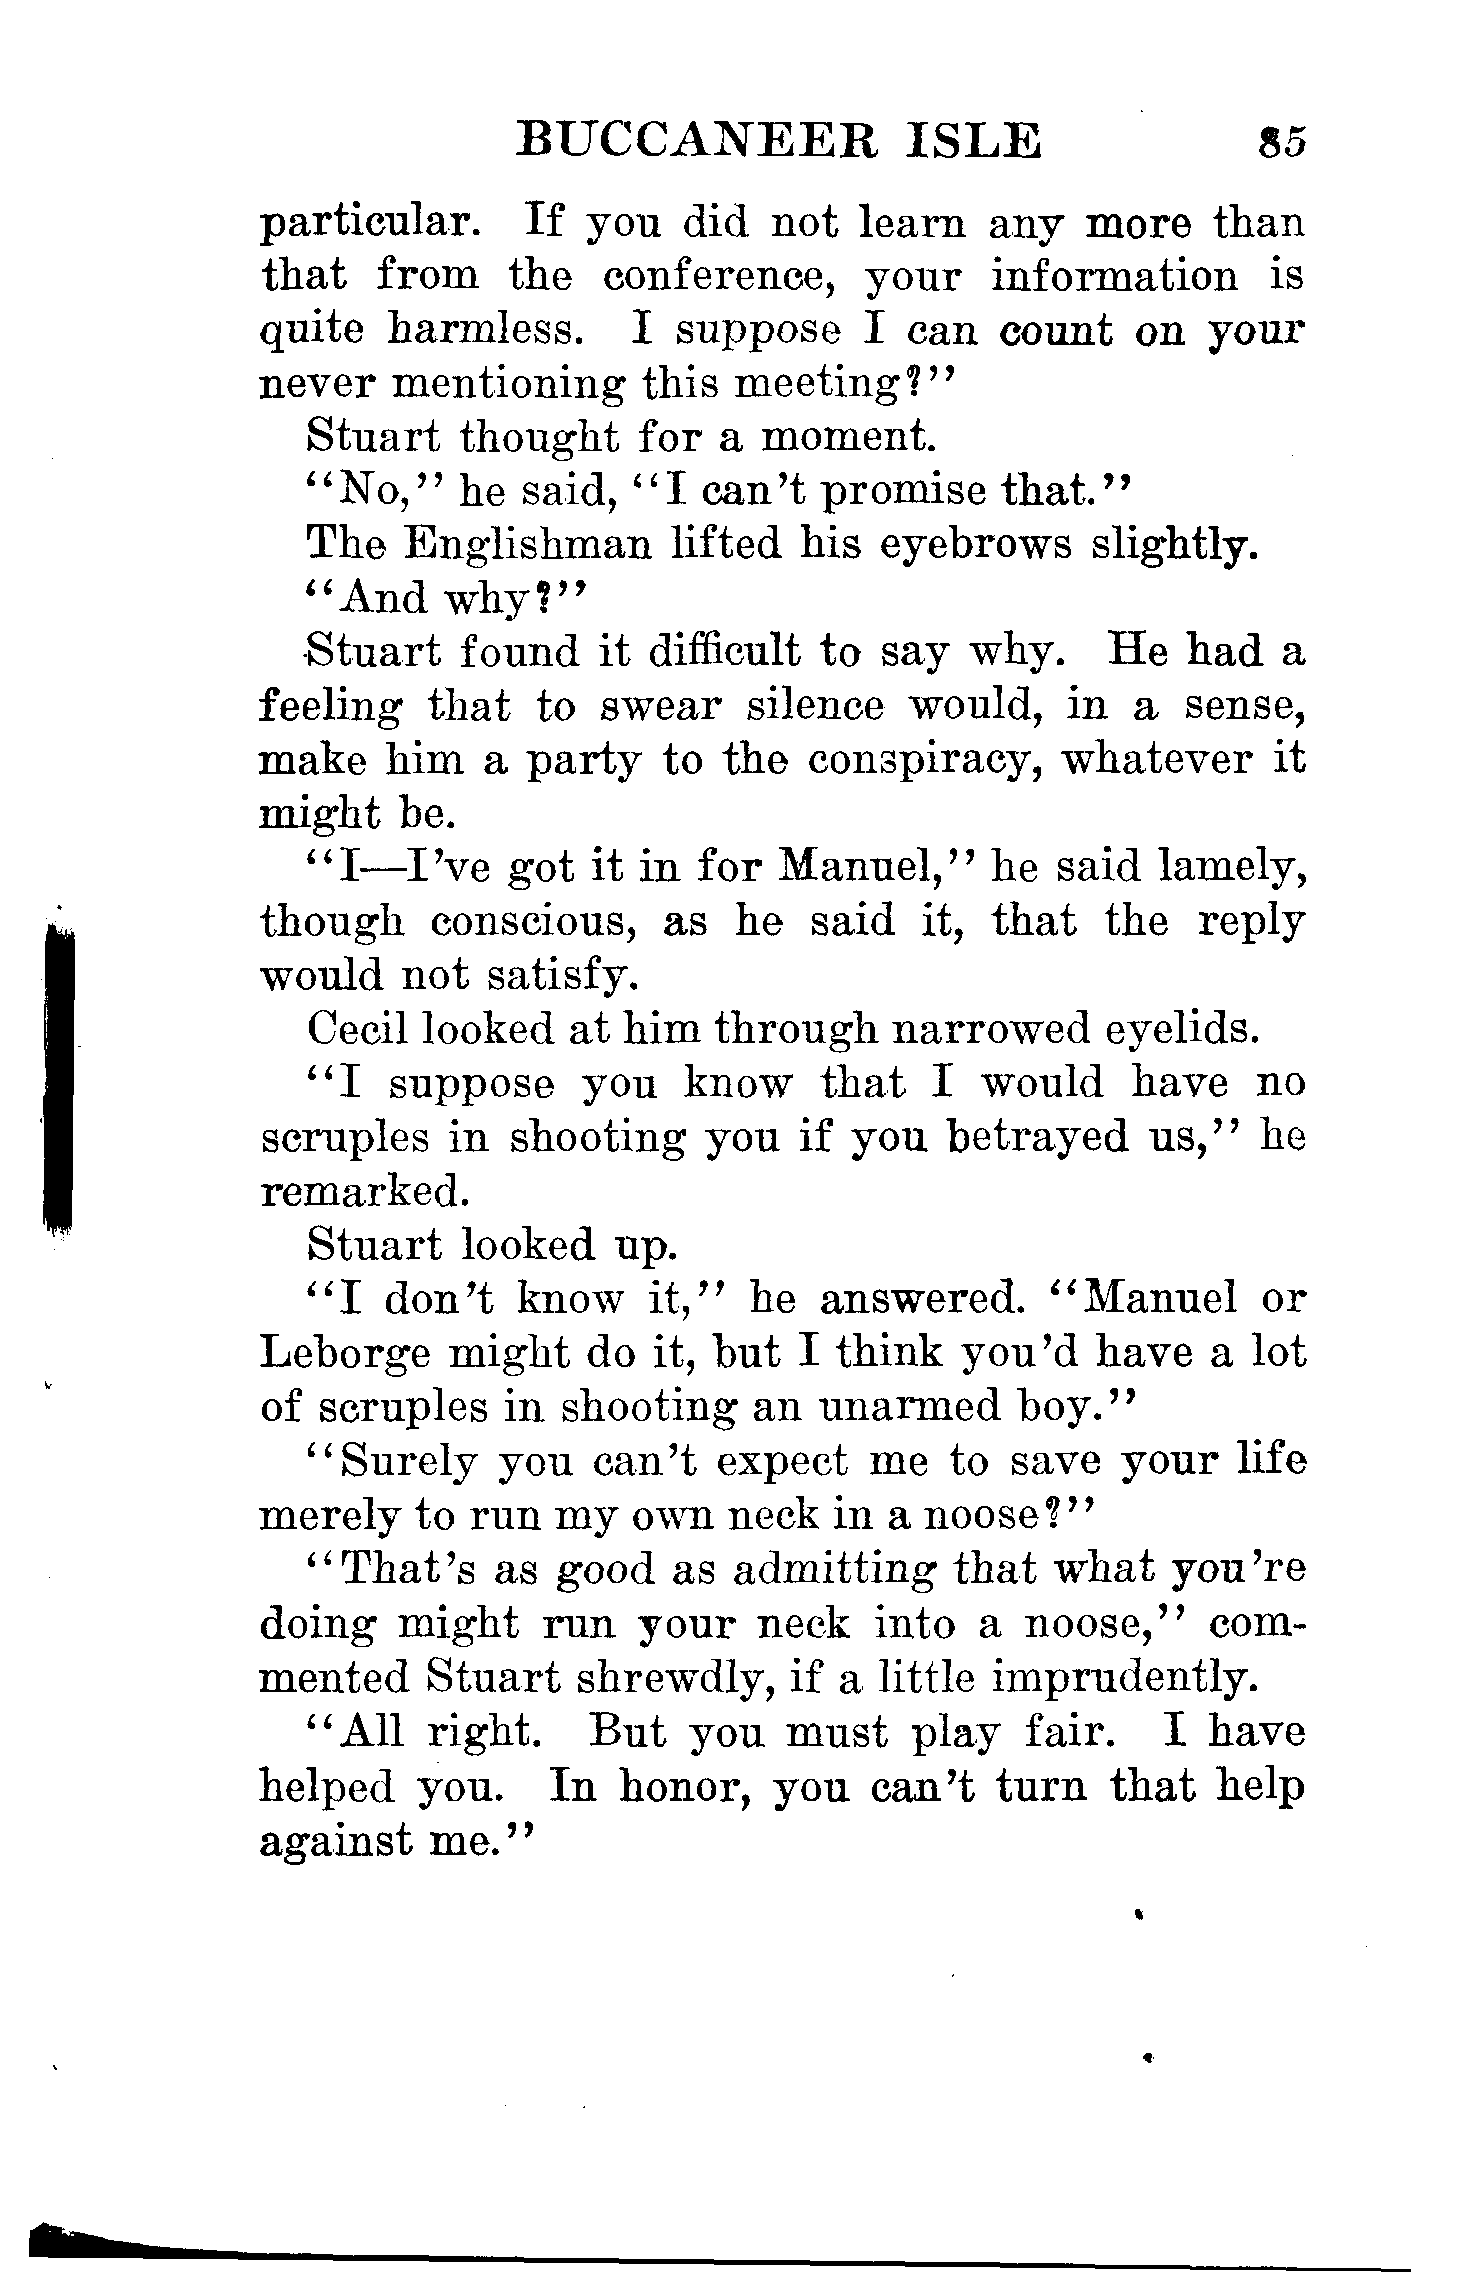 BUCCANEER ISLE 85
particular. If you did not learn any more than
that from the conference, your information is
quite harmless. I suppose I can count on your
never mentioning this meeting?"
Stuart thought for a moment.
"No," he said, "I can't promise that."
The Englishman lifted his eyebrows slightly.
"And why?"
Stuart found it difficult to say why. He had a
feeling that to swear silence would, in a sense,
make him a party to the conspiracy, whatever it
might be.
"I—I've got it in for Manuel," he said lamely,
though conscious, as he said it, that the reply
would not satisfy.
Cecil looked at him through narrowed eyelids.
"I suppose you know that I would have no
scruples in shooting you if you betrayed us," he
remarked.
Stuart looked up.
"I don't know it," he answered. "Manuel or
Leborge might do it, but I think you'd have a lot
of scruples in shooting an unarmed boy."
"Surely you can't expect me to save your life
merely to run my own neck in a noose?"
"That's as good as admitting that what you're
doing might run your neck into a noose," com-
mented Stuart shrewdly, if a little imprudently.
"All right. But you must play fair. I have
helped you. In honor, you can't turn that help
against me."